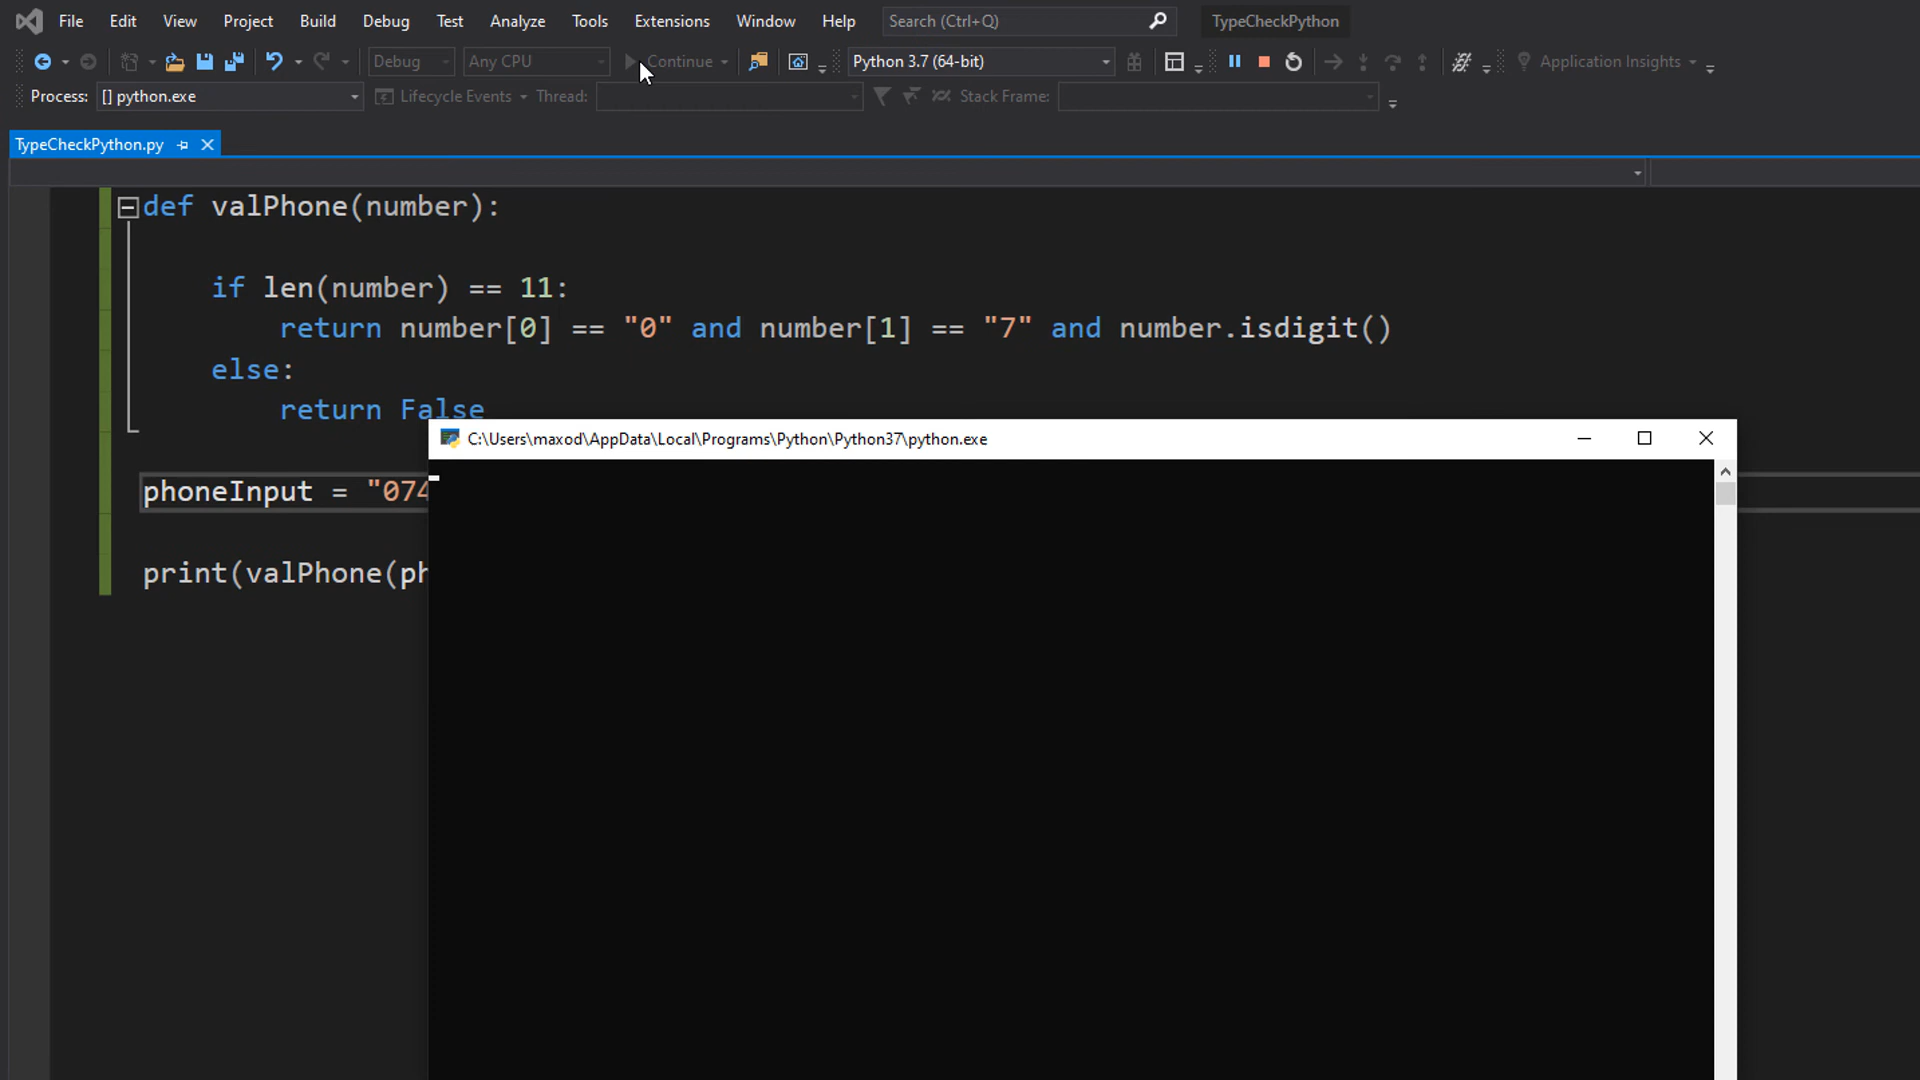 File Edit View Project Build Debug Test Analyze Tools Extensions Window Help Search (Ctrl+Q) TypeCheckPython
Debug Any CPU Continue Python 3.7 (64-bit) Application Insights
Process: [] python.exe Lifecycle Events Thread: Stack Frame:
TypeCheckPython.py
def valPhone(number):
if len(number) == 11:
return number[0] == "0" and number[1] == "7" and number.isdigit()
else:
return False
C:\Users\maxod\AppData\Local\Programs\Python\Python37\python.exe
phoneInput = "074
print(valPhone(ph